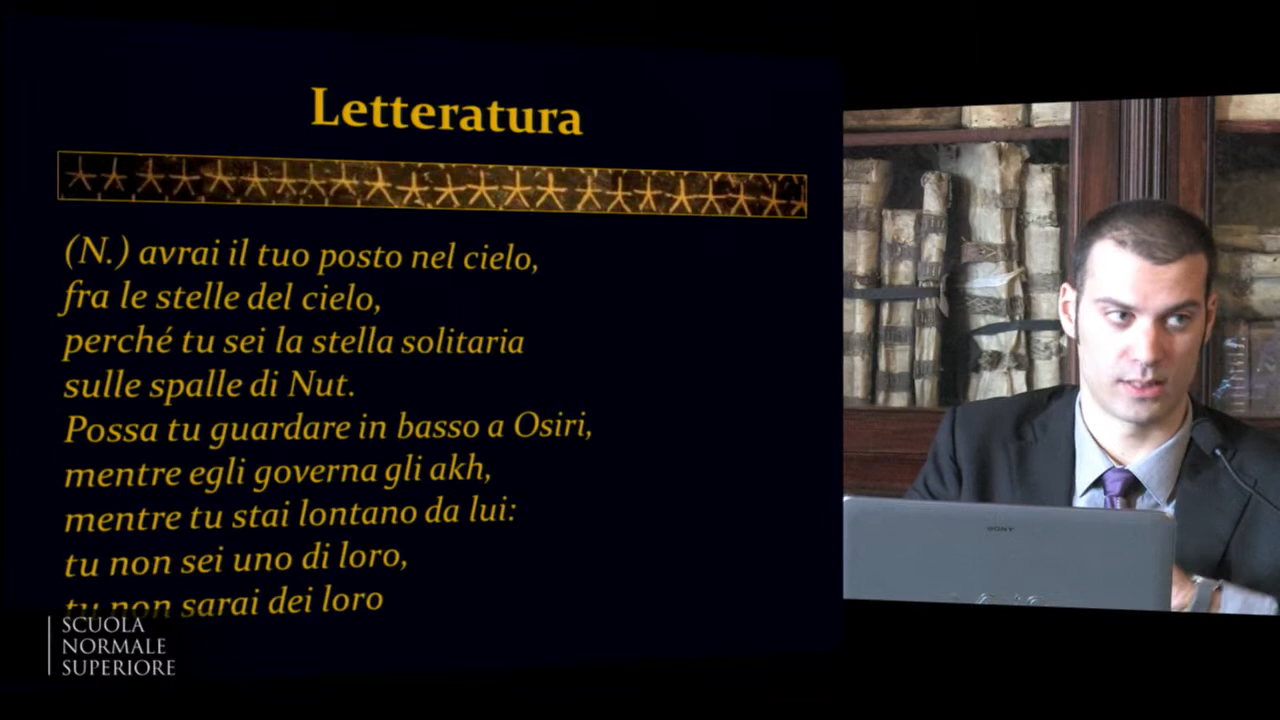 Letteratura
(N.) avrai il tuo posto nel cielo,
fra le stelle del cielo,
perché tu sei la stella solitaria
sulle spalle di Nut.
Possa tu guardare in basso a Osiri,
mentre egli governa gli akh,
mentre tu stai lontano da lui:
tu non sei uno di loro,
tu non sarai dei loro
SCUOLA
NORMALE
SUPERIORE
SONY